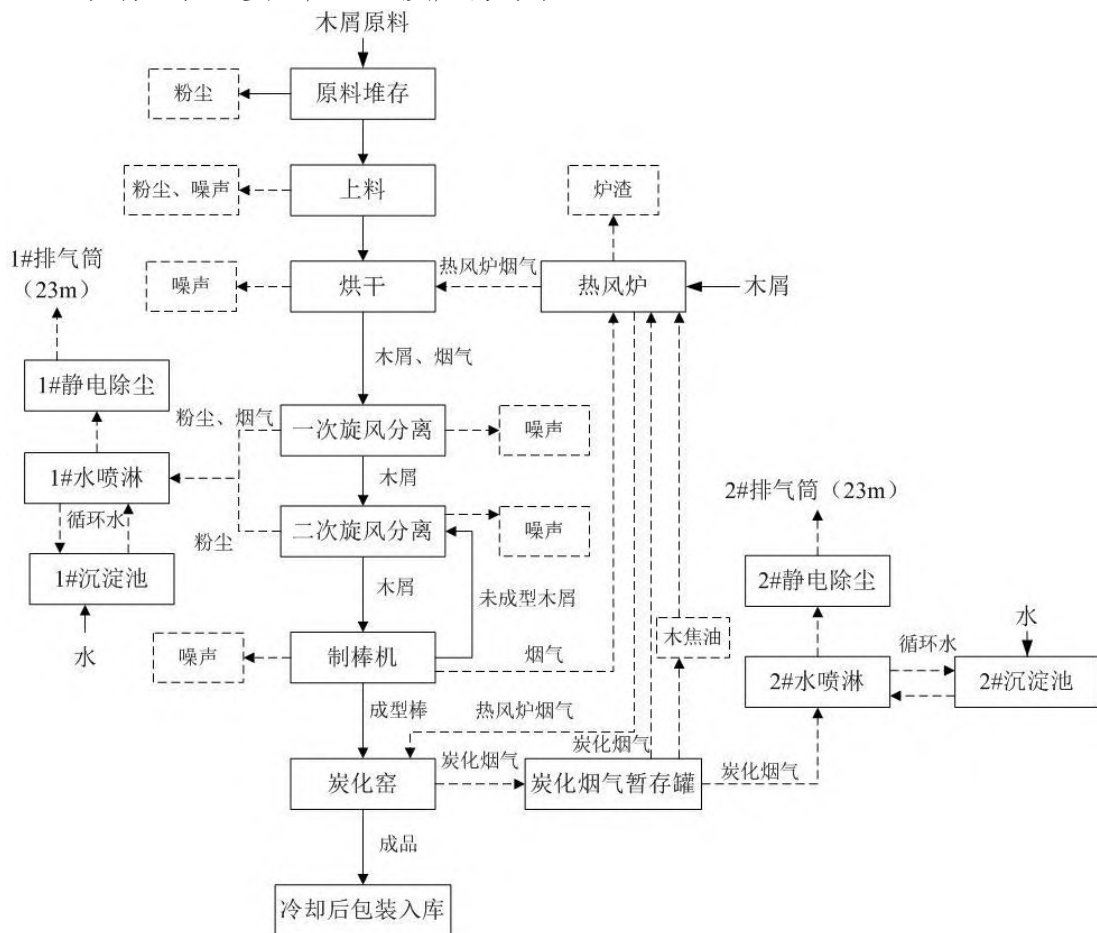 木屑原料
粉尘
原料堆存
粉尘、噪声
上料
炉渣
1#排气筒
（23m）
噪声
烘干
热风炉烟气
热风炉
木屑
木屑、烟气
1#静电除尘
粉尘、烟气
一次旋风分离
噪声
1#水喷淋
木屑
2#排气筒（23m）
循环水
粉尘
二次旋风分离
噪声
1#沉淀池
木屑
未成型木屑
2#静电除尘
水
水
噪声
制棒机
烟气
木焦油
循环水
2#水喷淋
2#沉淀池
成型棒
热风炉烟气
炭化烟气
炭化窑
炭化烟气
炭化烟气暂存罐
炭化烟气
成品
冷却后包装入库